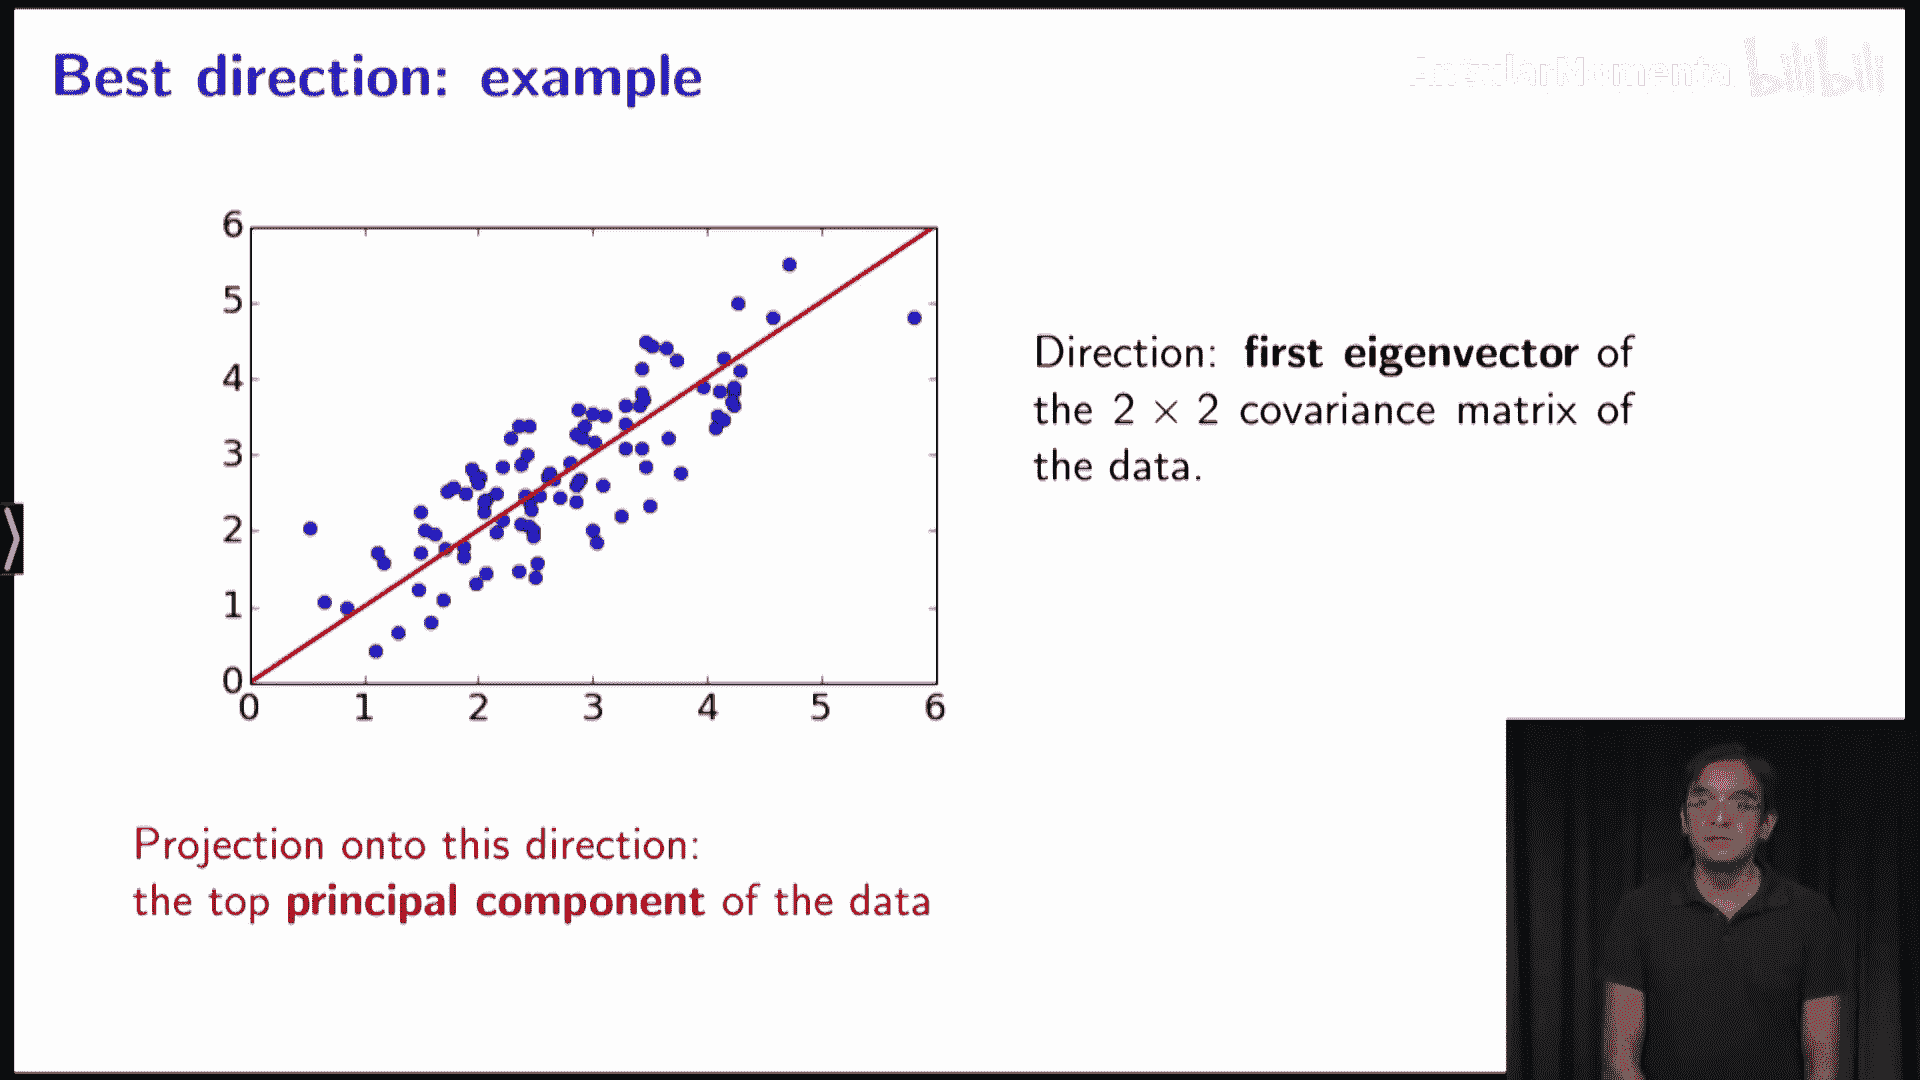 Best direction: example
bilibili
6
5
4
3
2
1
0
0 1 2 3 4 5 6
Direction: first eigenvector of
the 2 × 2 covariance matrix of
the data.
Projection onto this direction:
the top principal component of the data